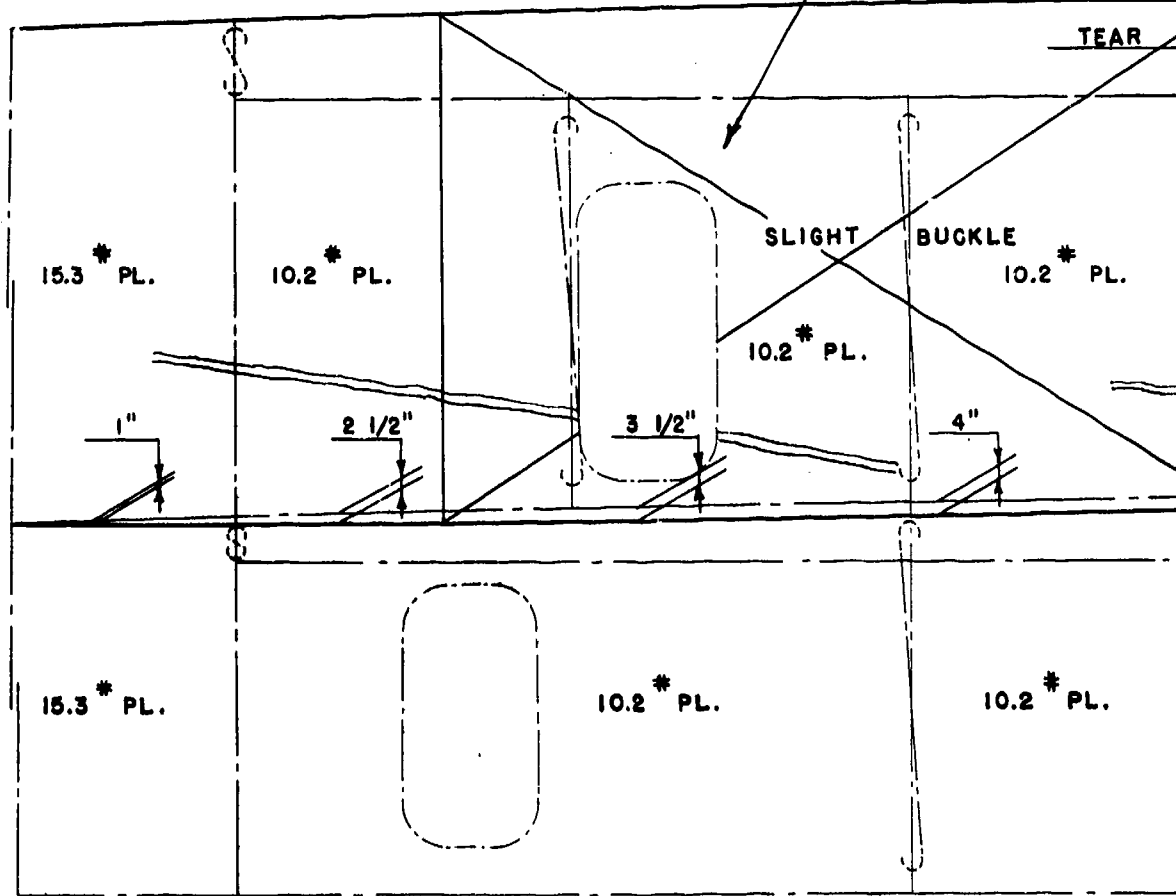 TEAR
SLIGHT BUCKLE
15.3# PL.
10.2# PL.
10.2# PL.
10.2# PL.
1"
2 1/2"
3 1/2"
4"
15.3# PL.
10.2# PL.
10.2# PL.